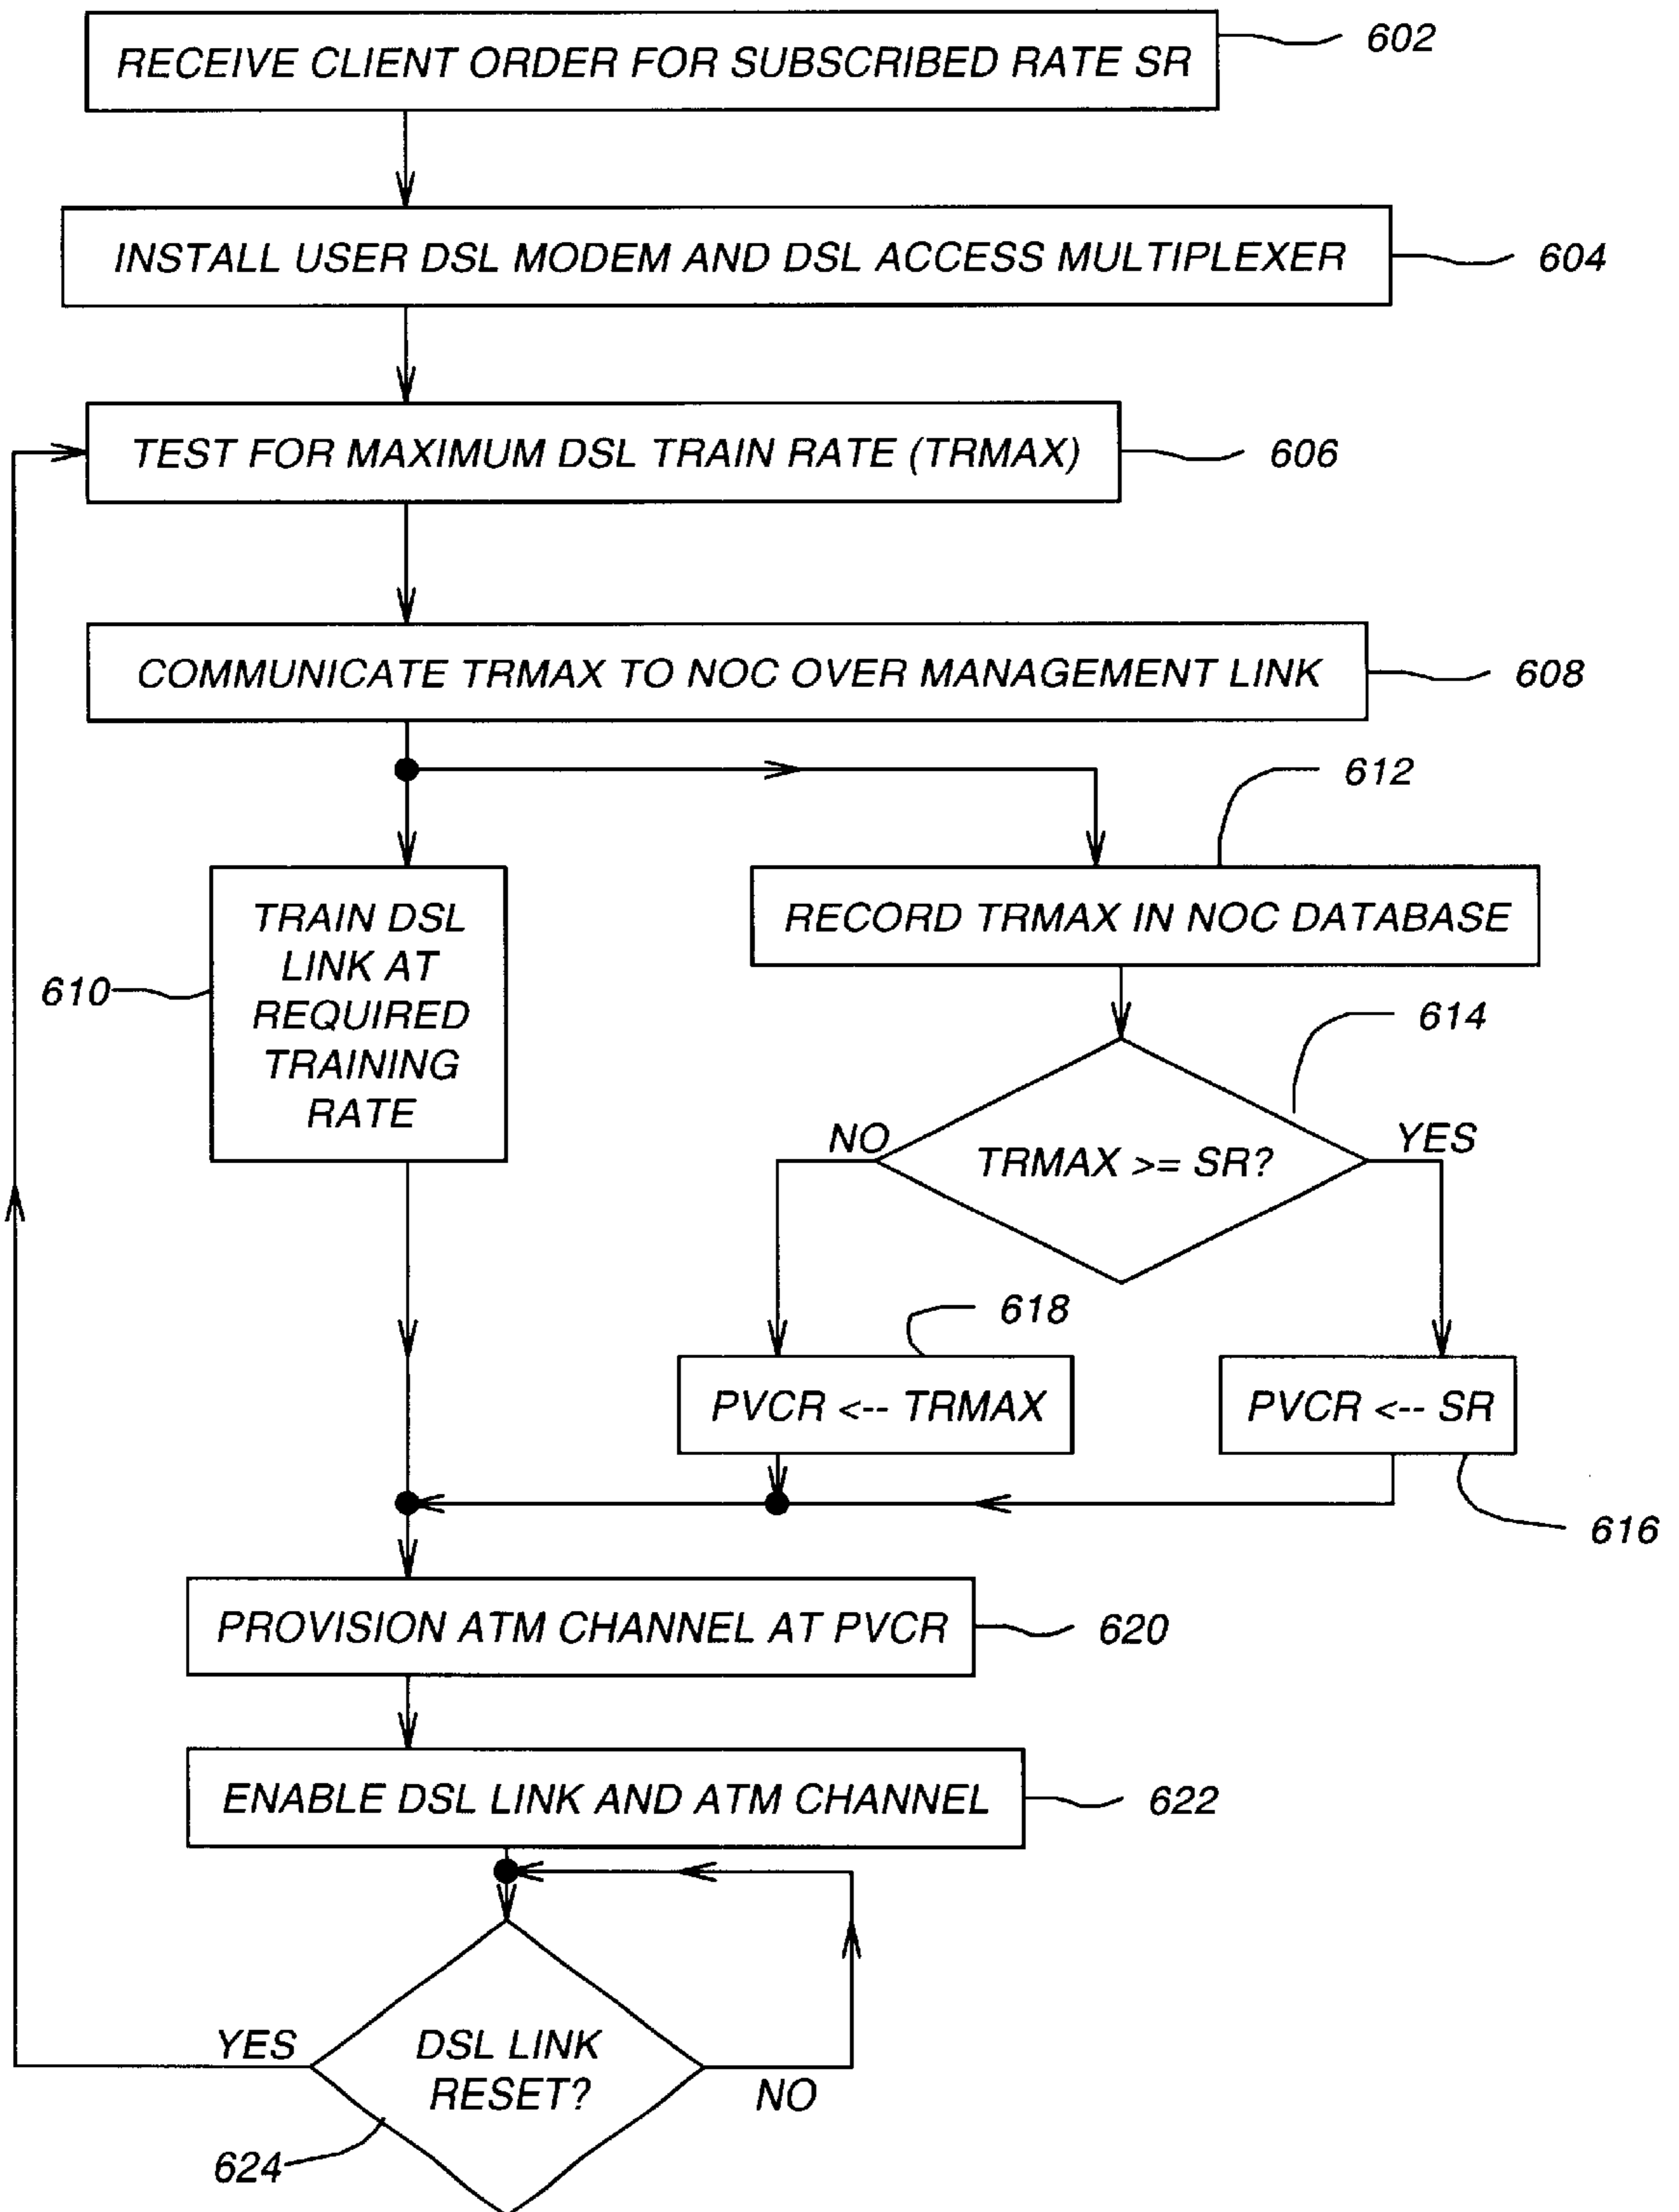 RECEIVE CLIENT ORDER FOR SUBSCRIBED RATE SR
602
INSTALL USER DSL MODEM AND DSL ACCESS MULTIPLEXER
604
TEST FOR MAXIMUM DSL TRAIN RATE (TRMAX)
606
COMMUNICATE TRMAX TO NOC OVER MANAGEMENT LINK
608
612
TRAIN DSL
LINK AT
REQUIRED
TRAINING
RATE
610
RECORD TRMAX IN NOC DATABASE
614
NO
TRMAX >= SR?
YES
618
PVCR <-- TRMAX
PVCR <-- SR
616
PROVISION ATM CHANNEL AT PVCR
620
ENABLE DSL LINK AND ATM CHANNEL
622
YES
DSL LINK
RESET?
NO
624